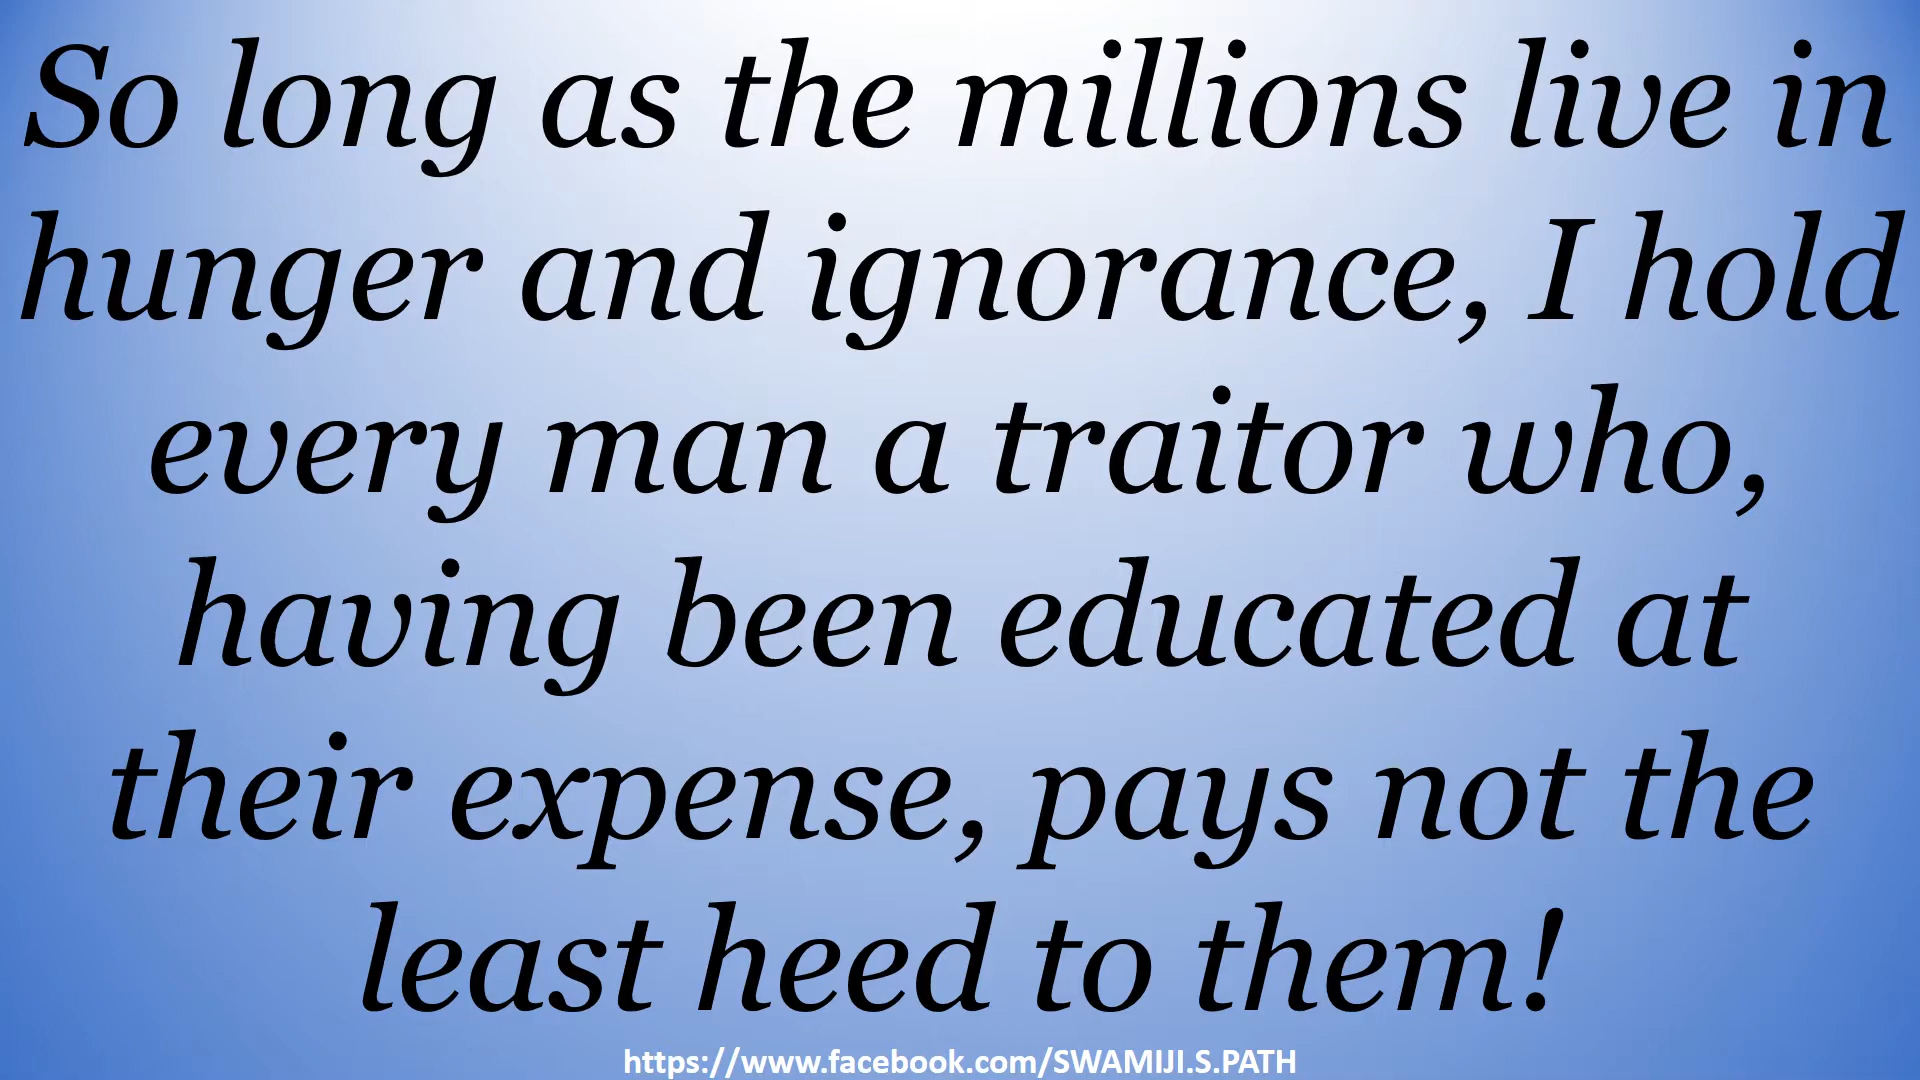 So long as the millions live in
hunger and ignorance, I hold
every man a traitor who,
having been educated at
their expense, pays not the
least heed to them!
https://www.facebook.com/SWAMIJI.S.PATH